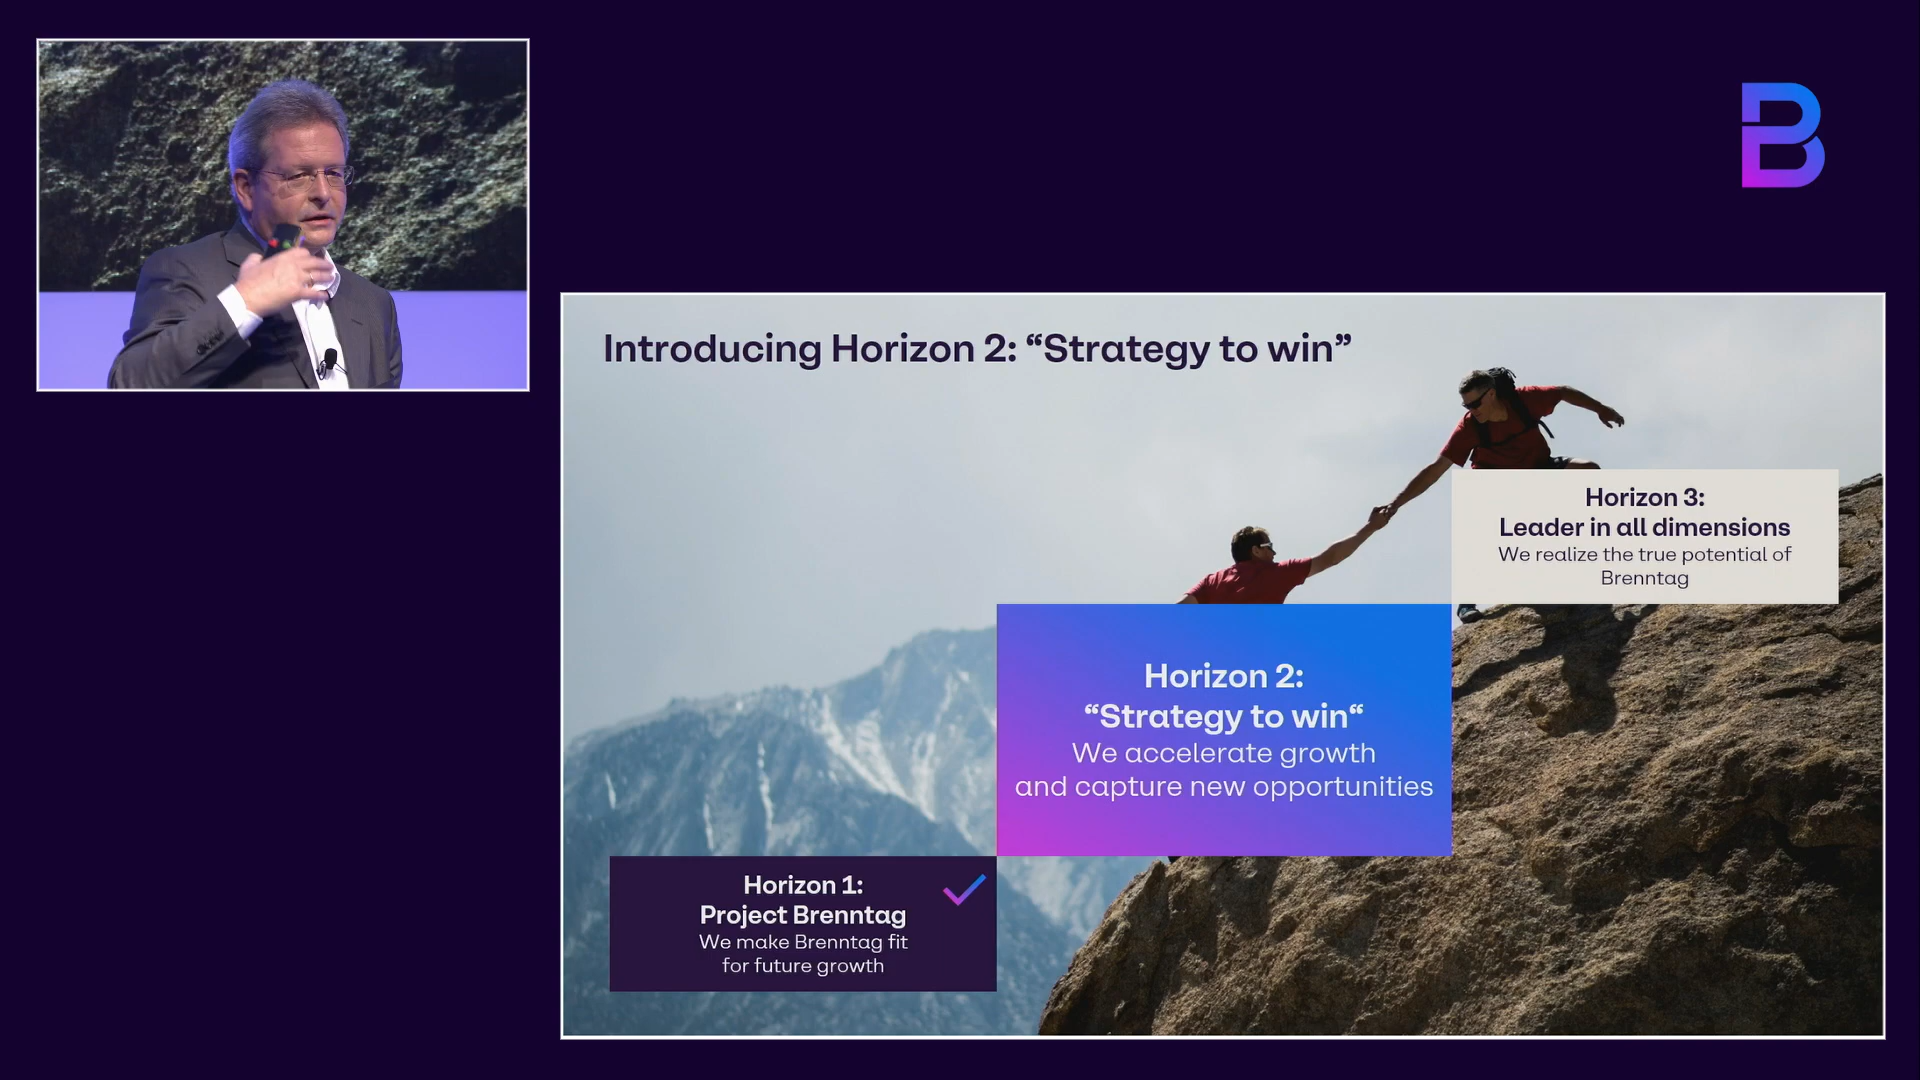 Introducing Horizon 2: “Strategy to win”
Horizon 3:
Leader in all dimensions
We realize the true potential of
Brenntag
Horizon 2:
“Strategy to win“
We accelerate growth
and capture new opportunities
Horizon 1:
Project Brenntag
We make Brenntag fit
for future growth